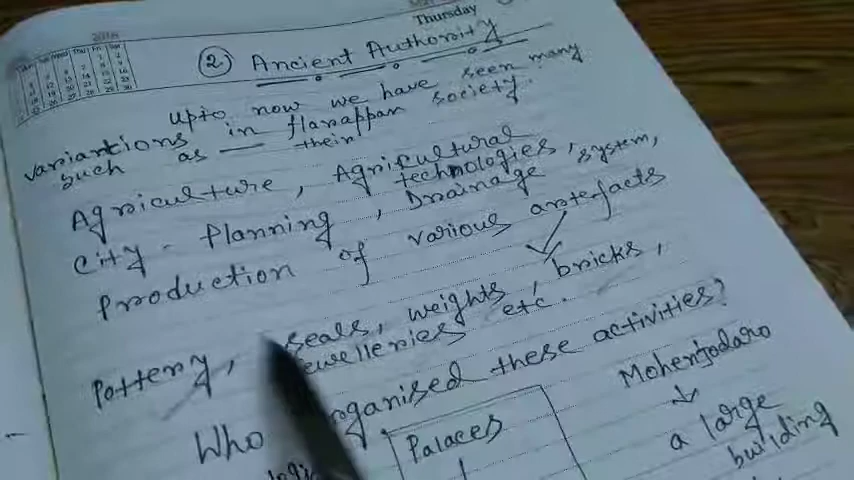 Thursday
2016
② Ancient Authority
upto now we have seen many
variantions in Harappan society.
such as — their
Agriculture, Agricultural technologies,
City-Planning, Drainage system,
Production of various artefacts
Pottery, seals, weights, bricks,
jewelleries etc.
Who organised these activities?
Palaces
Mohenjodaro
a large
building